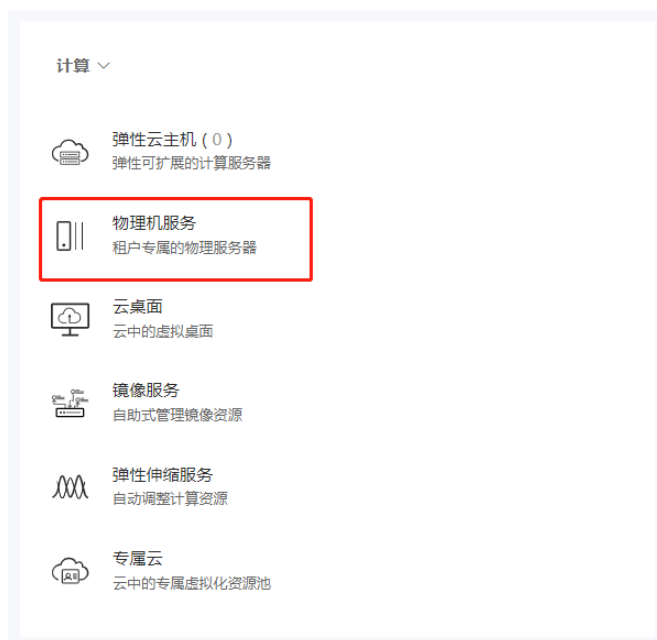 计算
弹性云主机 ( 0 )
弹性可扩展的计算服务器
物理机服务
租户专属的物理服务器
云桌面
云中的虚拟桌面
镜像服务
自助式管理镜像资源
弹性伸缩服务
自动调整计算资源
专属云
云中的专属虚拟化资源池